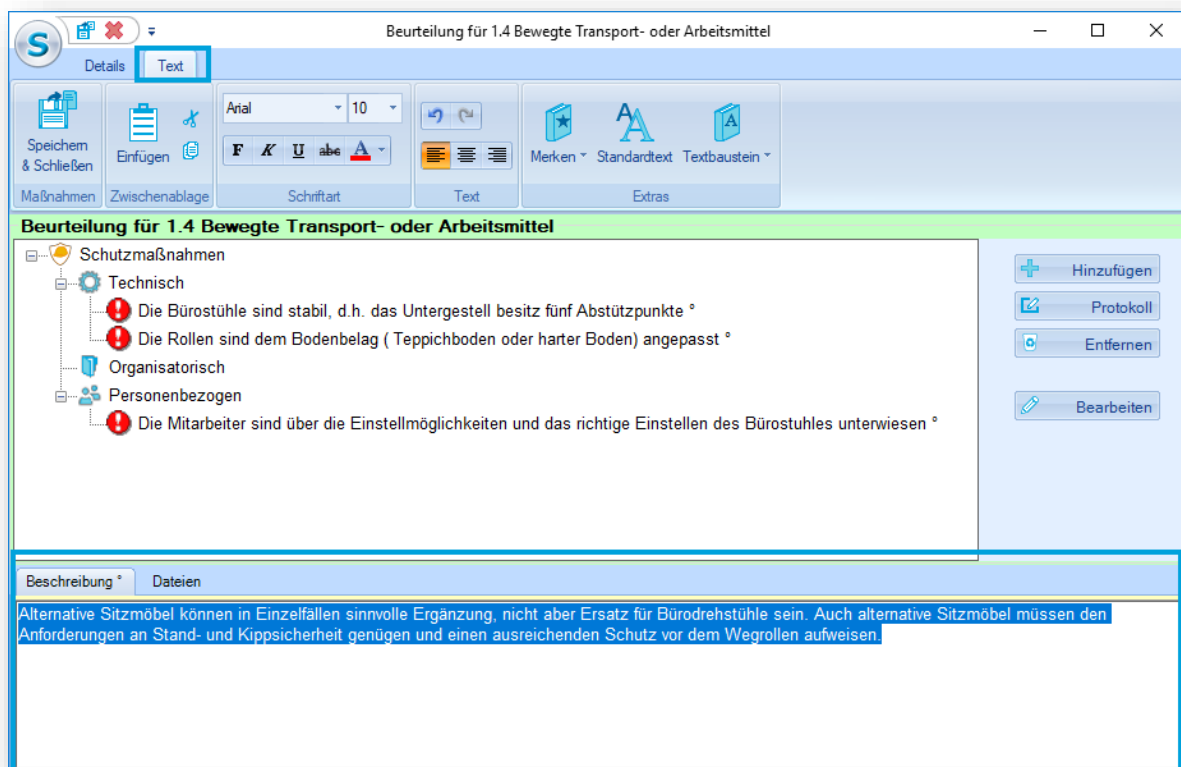 S
Beurteilung für 1.4 Bewegte Transport- oder Arbeitsmittel
Details
Text
Speichern
& Schließen
Maßnahmen
Einfügen
Zwischenablage
Arial
10
F K U abc A
Schriftart
Text
Merken
Standardtext
A
Textbaustein
Extras
Beurteilung für 1.4 Bewegte Transport- oder Arbeitsmittel
Schutzmaßnahmen
Technisch
Die Bürostühle sind stabil, d.h. das Untergestell besitz fünf Abstützpunkte °
Die Rollen sind dem Bodenbelag ( Teppichboden oder harter Boden) angepasst °
Organisatorisch
Personenbezogen
Die Mitarbeiter sind über die Einstellmöglichkeiten und das richtige Einstellen des Bürostuhles unterwiesen °
Hinzufügen
Protokoll
Entfernen
Bearbeiten
Beschreibung °
Dateien
Alternative Sitzmöbel können in Einzelfällen sinnvolle Ergänzung, nicht aber Ersatz für Bürodrehstühle sein. Auch alternative Sitzmöbel müssen den
Anforderungen an Stand- und Kippsicherheit genügen und einen ausreichenden Schutz vor dem Wegrollen aufweisen.